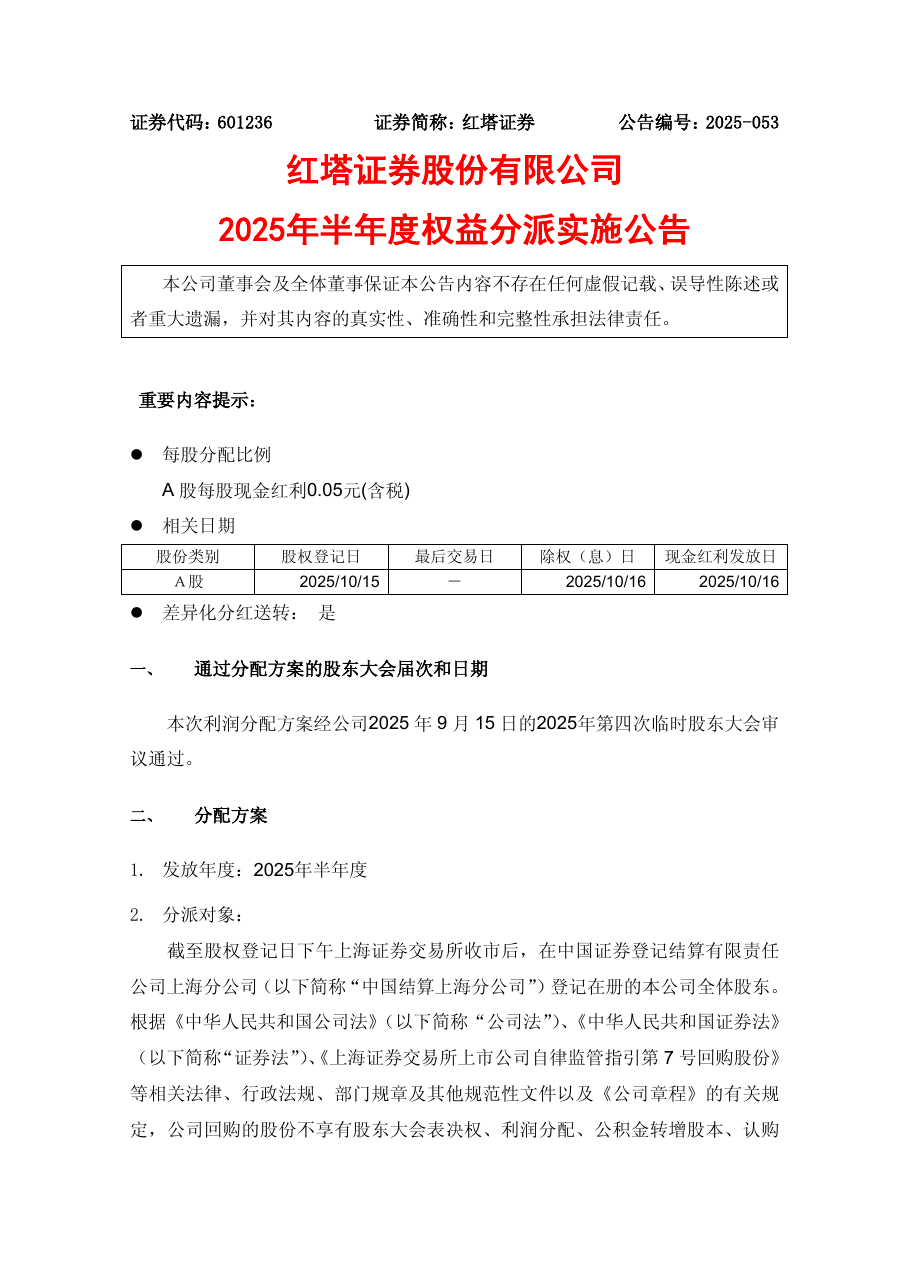 证券代码：601236 证券简称：红塔证券 公告编号：2025-053
红塔证券股份有限公司
2025年半年度权益分派实施公告
本公司董事会及全体董事保证本公告内容不存在任何虚假记载、误导性陈述或
者重大遗漏，并对其内容的真实性、准确性和完整性承担法律责任。
重要内容提示：
● 每股分配比例
A 股每股现金红利0.05元(含税)
● 相关日期
股份类别 股权登记日 最后交易日 除权（息）日 现金红利发放日
A 股 2025/10/15 － 2025/10/16 2025/10/16
● 差异化分红送转： 是
一、 通过分配方案的股东大会届次和日期
本次利润分配方案经公司2025 年 9 月 15 日的2025年第四次临时股东大会审
议通过。
二、 分配方案
1. 发放年度：2025年半年度
2. 分派对象：
截至股权登记日下午上海证券交易所收市后，在中国证券登记结算有限责任
公司上海分公司（以下简称“中国结算上海分公司”）登记在册的本公司全体股东。
根据《中华人民共和国公司法》（以下简称“公司法”）、《中华人民共和国证券法》
（以下简称“证券法”）、《上海证券交易所上市公司自律监管指引第 7 号回购股份》
等相关法律、行政法规、部门规章及其他规范性文件以及《公司章程》的有关规
定，公司回购的股份不享有股东大会表决权、利润分配、公积金转增股本、认购